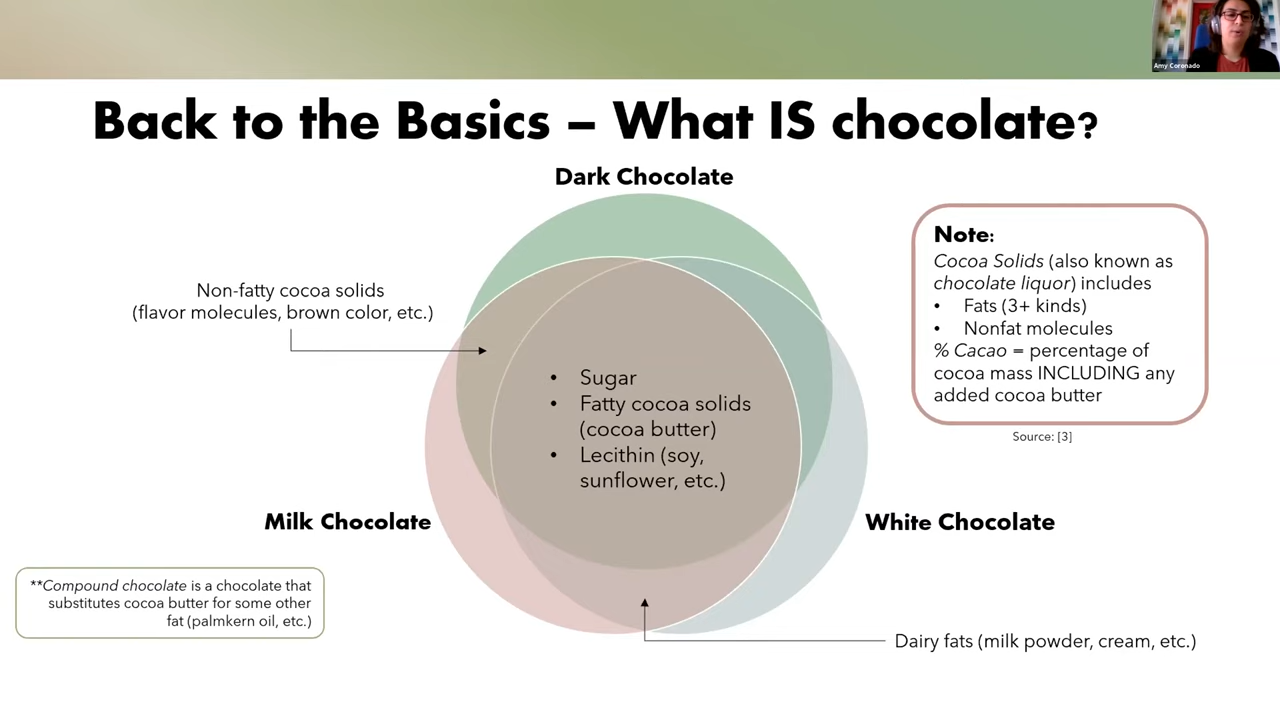 Amy Coronado
Back to the Basics – What IS chocolate?
Dark Chocolate
Non-fatty cocoa solids
(flavor molecules, brown color, etc.)
• Sugar
• Fatty cocoa solids
(cocoa butter)
• Lecithin (soy,
sunflower, etc.)
Note:
Cocoa Solids (also known as
chocolate liquor) includes
• Fats (3+ kinds)
• Nonfat molecules
% Cacao = percentage of
cocoa mass INCLUDING any
added cocoa butter
Source: [3]
Milk Chocolate
White Chocolate
**Compound chocolate is a chocolate that
substitutes cocoa butter for some other
fat (palmkern oil, etc.)
Dairy fats (milk powder, cream, etc.)